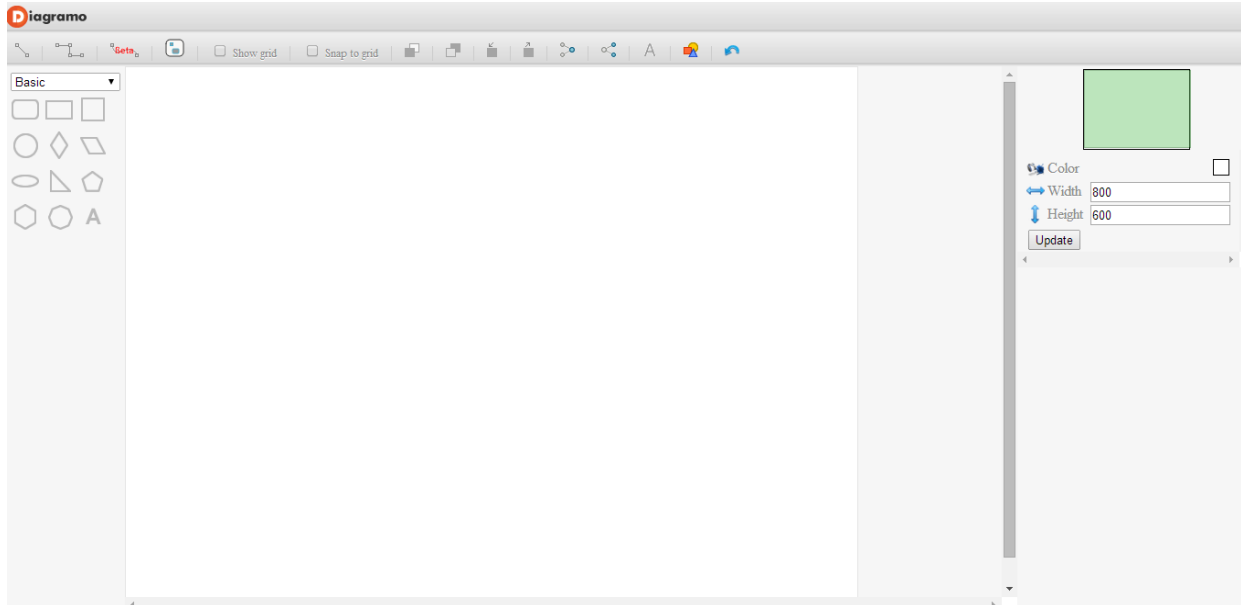 Diagramo
Beta Show grid Snap to grid A
Basic
A
Color
Width 800
Height 600
Update